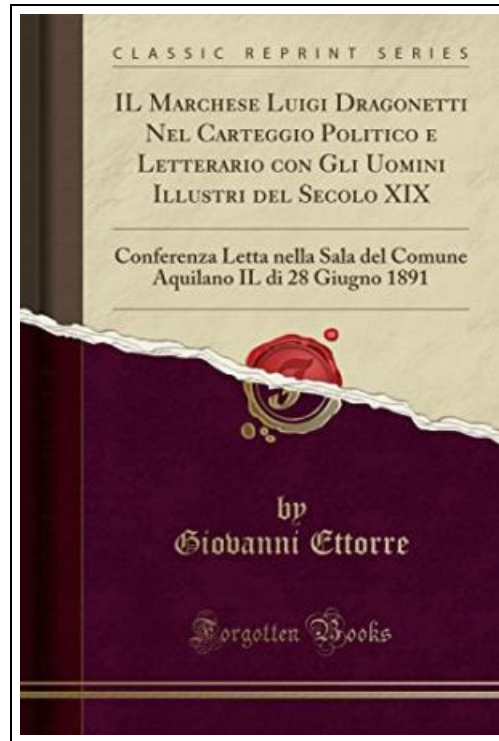 CLASSIC REPRINT SERIES
IL MARCHESE LUIGI DRAGONETTI
NEL CARTEGGIO POLITICO E
LETTERARIO CON GLI UOMINI
ILLUSTRI DEL SECOLO XIX
Conferenza Letta nella Sala del Comune
Aquilano IL di 28 Giugno 1891
by
Giovanni Ettorre
Forgotten Books